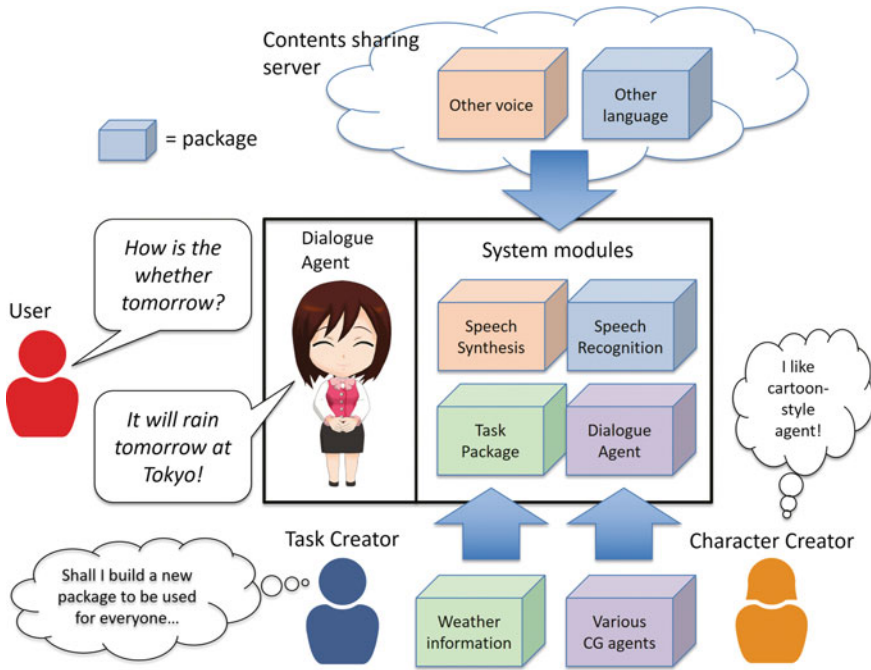 Contents sharing
server
Other voice
Other
language
= package
How is the
whether
tomorrow?
Dialogue
Agent
System modules
User
Speech
Synthesis
Speech
Recognition
I like
cartoon-
style
agent!
It will rain
tomorrow at
Tokyo!
Task
Package
Dialogue
Agent
Task Creator
Character Creator
Shall I build a new
package to be used
for everyone...
Weather
information
Various
CG agents